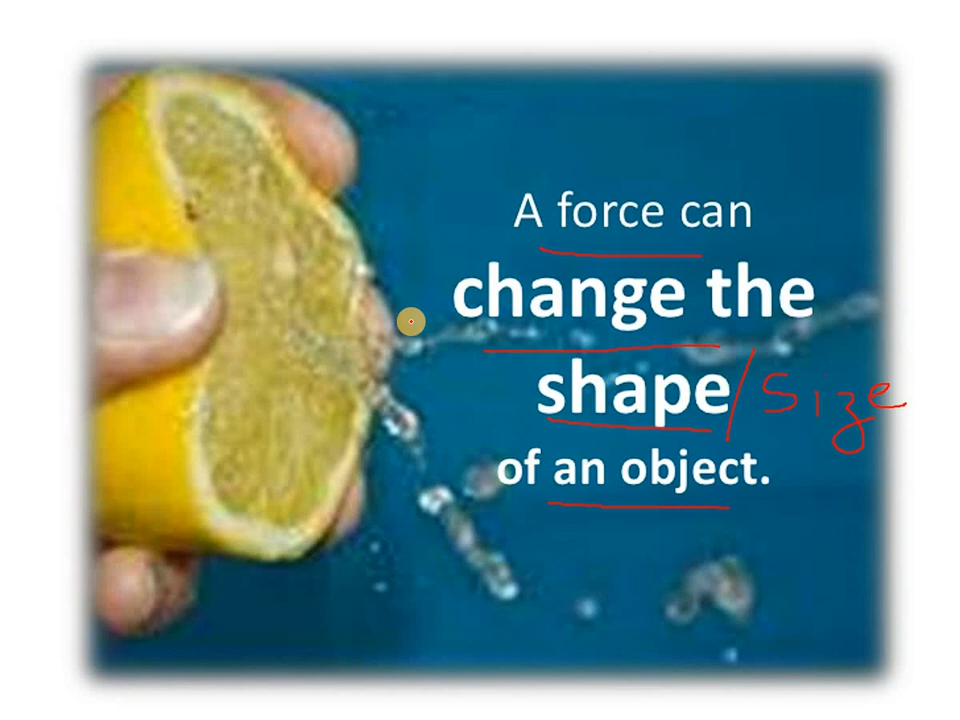 A force can
change the
shape/size
of an object.